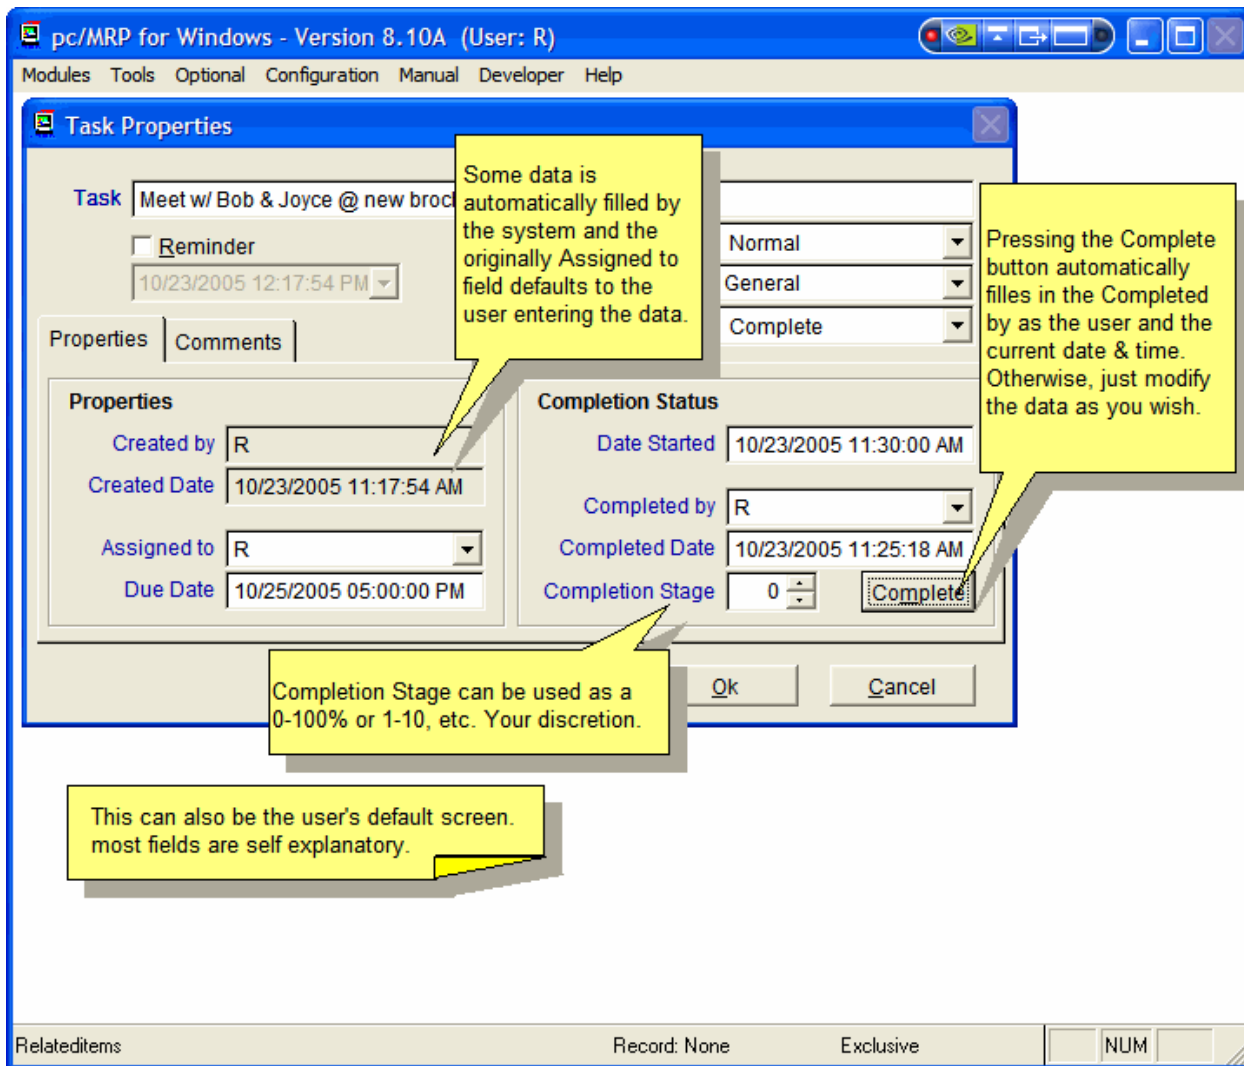 pc/MRP for Windows - Version 8.10A (User: R)
Modules Tools Optional Configuration Manual Developer Help
Task Properties
Task Meet w/ Bob & Joyce @ new
Reminder
10/23/2005 12:17:54 PM
Normal
General
Complete
Some data is
automatically filled by
the system and the
originally Assigned to
field defaults to the
user entering the data.
Pressing the Complete
button automatically
filles in the Completed
by as the user and the
current date & time.
Otherwise, just modify
the data as you wish.
Properties Comments
Properties
Created by R
Created Date 10/23/2005 11:17:54 AM
Assigned to R
Due Date 10/25/2005 05:00:00 PM
Completion Status
Date Started 10/23/2005 11:30:00 AM
Completed by R
Completed Date 10/23/2005 11:25:18 AM
Completion Stage 0 Complete
Completion Stage can be used as a
0-100% or 1-10, etc. Your discretion.
Ok Cancel
This can also be the user's default screen.
most fields are self explanatory.
Relateditems Record: None Exclusive NUM